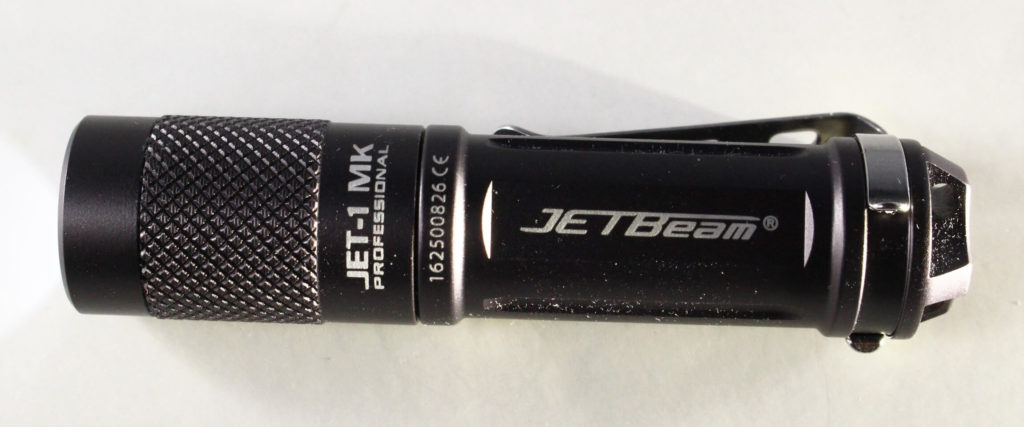 JET-1 MK
PROFESSIONAL
162500826 CE
JETBeam®